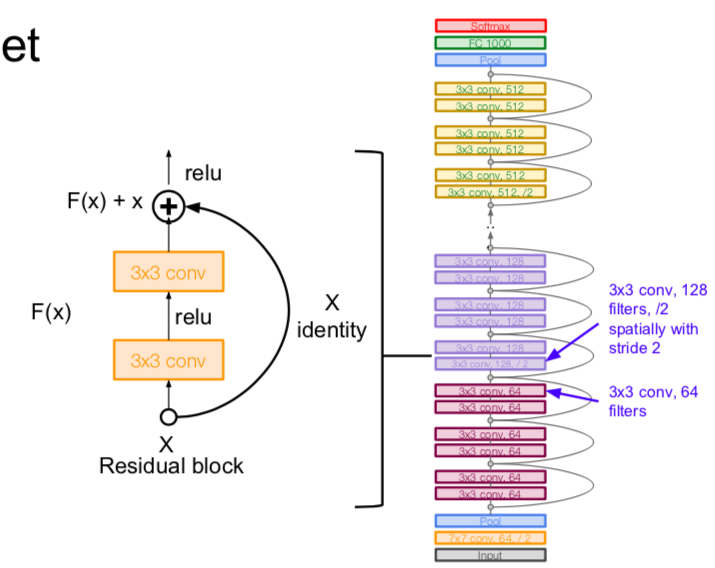 et
relu
F(x) + x
3x3 conv
F(x)
relu
X
identity
3x3 conv
X
Residual block
Softmax
FC 1000
Pool
3x3 conv, 512
3x3 conv, 512
3x3 conv, 512
3x3 conv, 512
3x3 conv, 512
3x3 conv, 512, /2
..
3x3 conv, 128
3x3 conv, 128
3x3 conv, 128
3x3 conv, 128
3x3 conv, 128
3x3 conv, 128, / 2
3x3 conv, 64
3x3 conv, 64
3x3 conv, 64
3x3 conv, 64
3x3 conv, 64
3x3 conv, 64
Pool
7x7 conv, 64, / 2
Input
3x3 conv, 128
filters, /2
spatially with
stride 2
3x3 conv, 64
filters